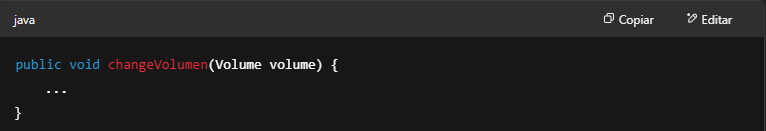 java Copiar Editar
public void changeVolumen(Volume volume) {
...
}